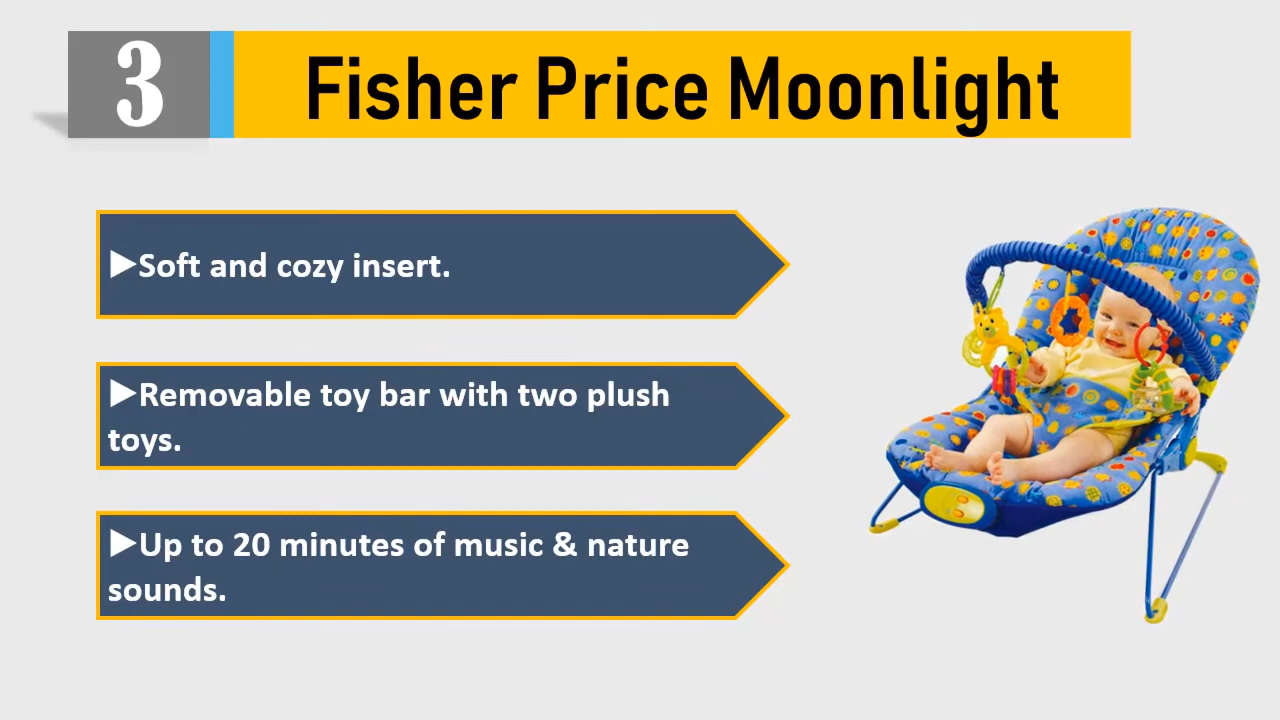 3
Fisher Price Moonlight
▶Soft and cozy insert.
▶Removable toy bar with two plush
toys.
▶Up to 20 minutes of music & nature
sounds.